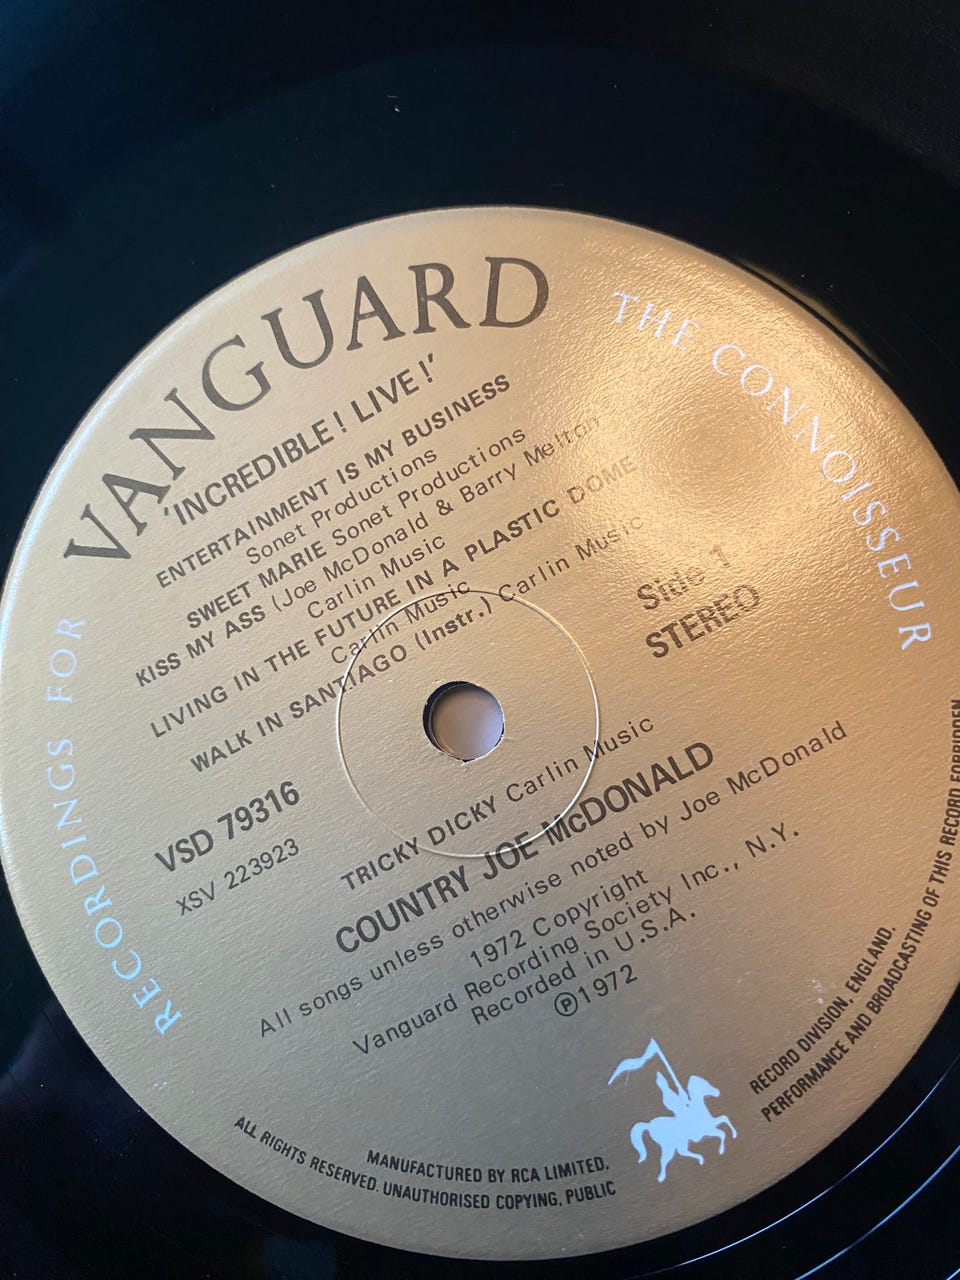 VANGUARD
RECORDINGS FOR THE CONNOISSEUR
'INCREDIBLE! LIVE!'
ENTERTAINMENT IS MY BUSINESS
Sonet Productions
SWEET MARIE Sonet Productions
KISS MY ASS (Joe McDonald & Barry Melton
Carlin Music
LIVING IN THE FUTURE IN A PLASTIC DOME
Carlin Music
WALK IN SANTIAGO (Instr.) Carlin Music
Side 1
STEREO
VSD 79316
XSV 223923
TRICKY DICKY Carlin Music
COUNTRY JOE McDONALD
All songs unless otherwise noted by Joe McDonald
1972 Copyright
Vanguard Recording Society Inc., N.Y.
Recorded in U.S.A.
℗1972
MANUFACTURED BY RCA LIMITED, RECORD DIVISION, ENGLAND.
ALL RIGHTS RESERVED. UNAUTHORISED COPYING, PUBLIC PERFORMANCE AND BROADCASTING OF THIS RECORD FORBIDDEN